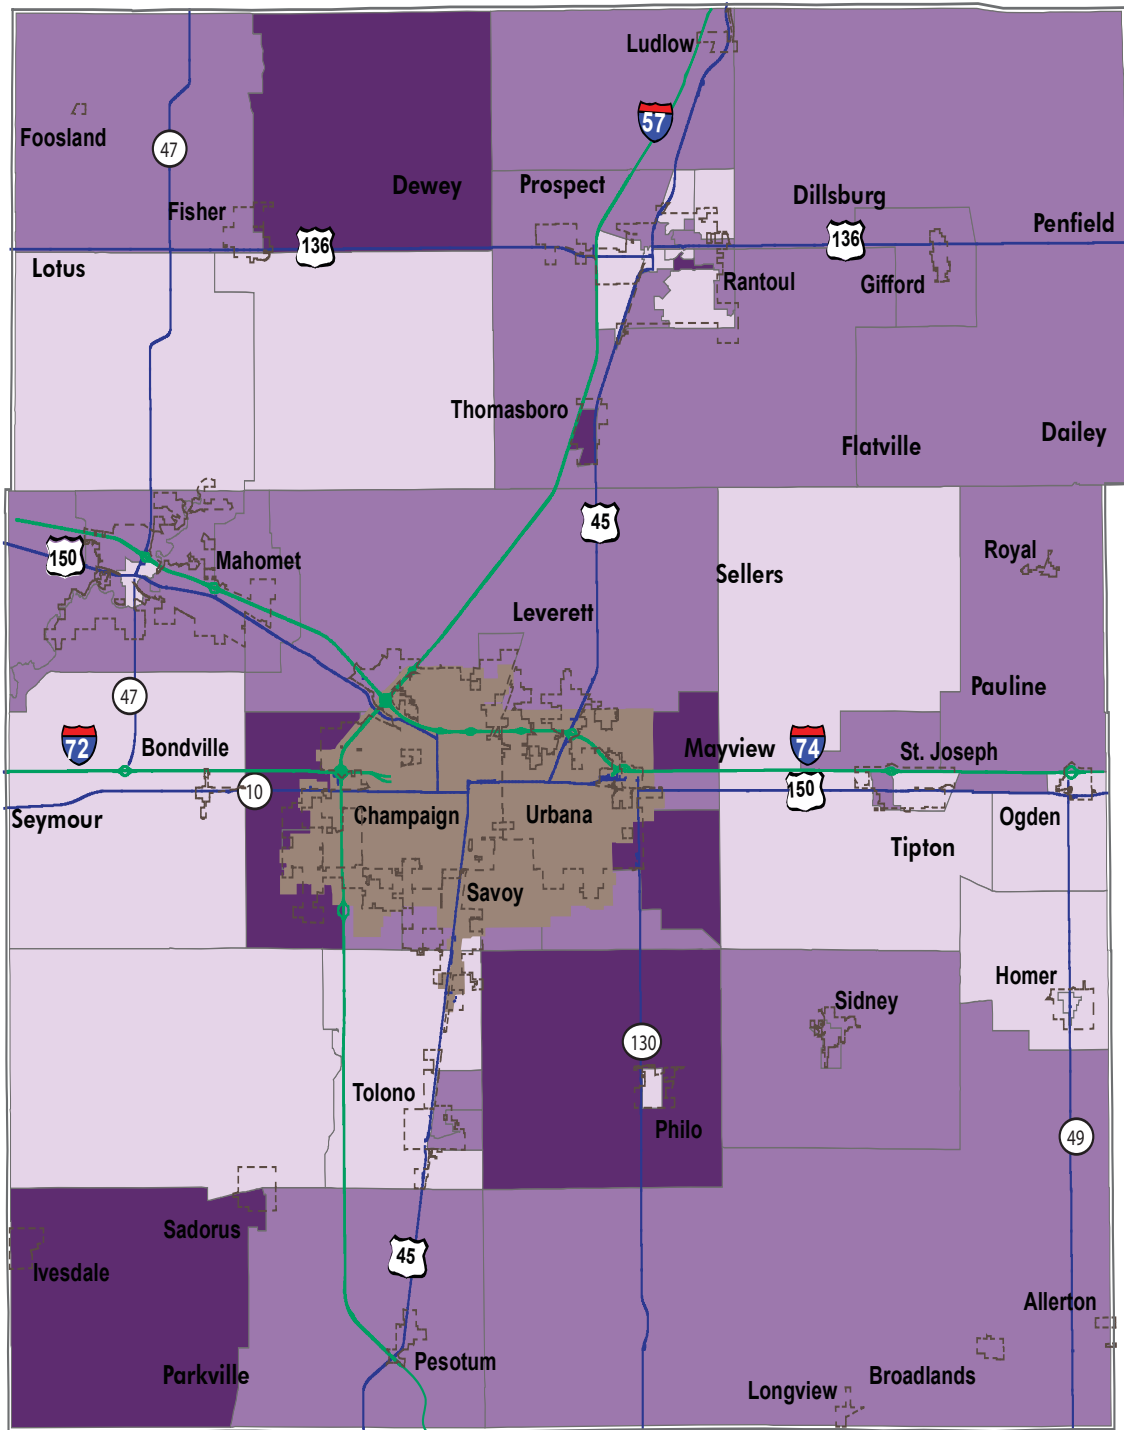 Ludlow
57
Foosland
47
Dewey
Prospect
Dillsburg
Fisher
136
136
Penfield
Lotus
Rantoul
Gifford
Thomasboro
Flatville
Dailey
45
150
Mahomet
Sellers
Royal
Leverett
47
Pauline
72
Bondville
74
Mayview
74
St. Joseph
10
150
Seymour
Champaign
Urbana
Ogden
Tipton
Savoy
Homer
Sidney
130
Tolono
Philo
49
Sadorus
45
Ivesdale
Allerton
Pesotum
Parkville
Longview
Broadlands